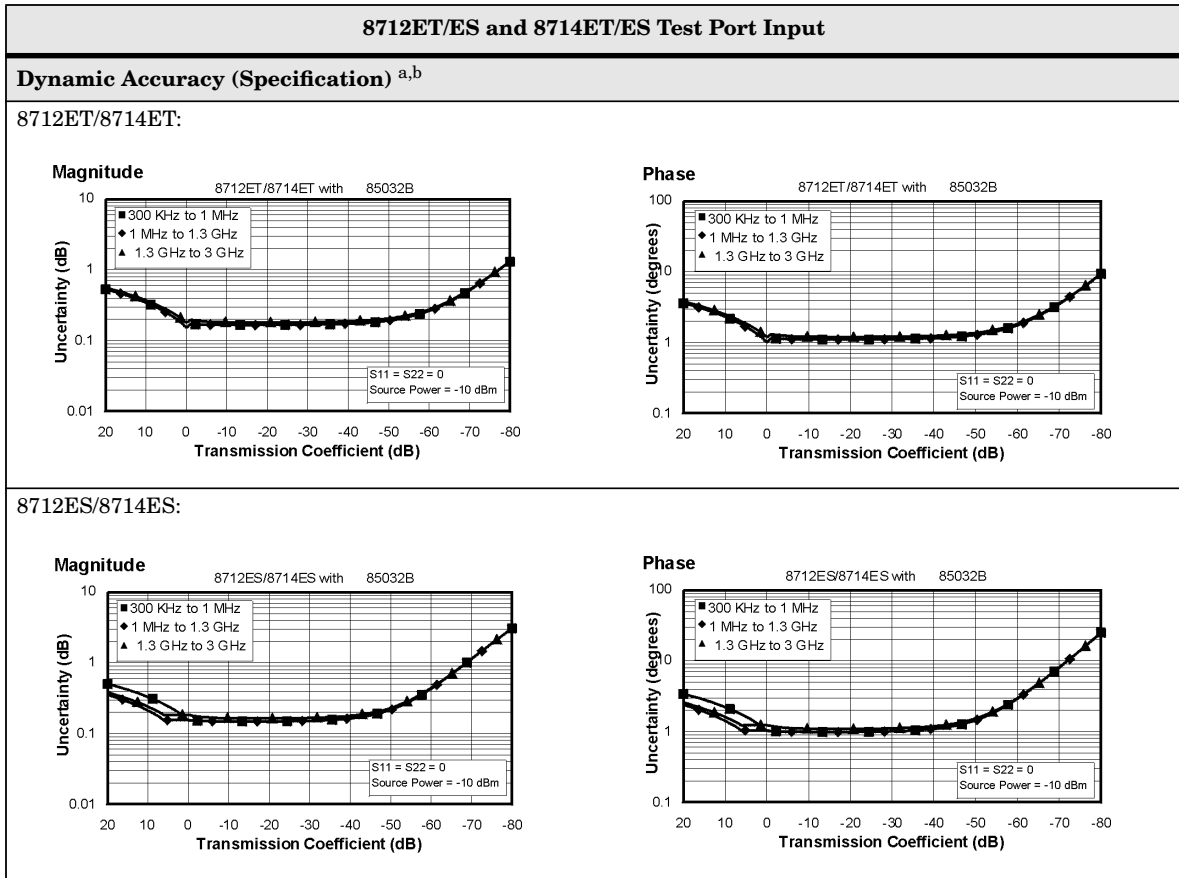 8712ET/ES and 8714ET/ES Test Port Input
Dynamic Accuracy (Specification) a,b
8712ET/8714ET:
Magnitude
8712ET/8714ET with 85032B
10
1
0.1
0.01
Uncertainty (dB)
300 KHz to 1 MHz
1 MHz to 1.3 GHz
1.3 GHz to 3 GHz
S11 = S22 = 0
Source Power = -10 dBm
20 10 0 -10 -20 -30 -40 -50 -60 -70 -80
Transmission Coefficient (dB)
Phase
8712ET/8714ET with 85032B
100
10
1
0.1
Uncertainty (degrees)
300 KHz to 1 MHz
1 MHz to 1.3 GHz
1.3 GHz to 3 GHz
S11 = S22 = 0
Source Power = -10 dBm
20 10 0 -10 -20 -30 -40 -50 -60 -70 -80
Transmission Coefficient (dB)
8712ES/8714ES:
Magnitude
8712ES/8714ES with 85032B
10
1
0.1
0.01
Uncertainty (dB)
300 KHz to 1 MHz
1 MHz to 1.3 GHz
1.3 GHz to 3 GHz
S11 = S22 = 0
Source Power = -10 dBm
20 10 0 -10 -20 -30 -40 -50 -60 -70 -80
Transmission Coefficient (dB)
Phase
8712ES/8714ES with 85032B
100
10
1
0.1
Uncertainty (degrees)
300 KHz to 1 MHz
1 MHz to 1.3 GHz
1.3 GHz to 3 GHz
S11 = S22 = 0
Source Power = -10 dBm
20 10 0 -10 -20 -30 -40 -50 -60 -70 -80
Transmission Coefficient (dB)